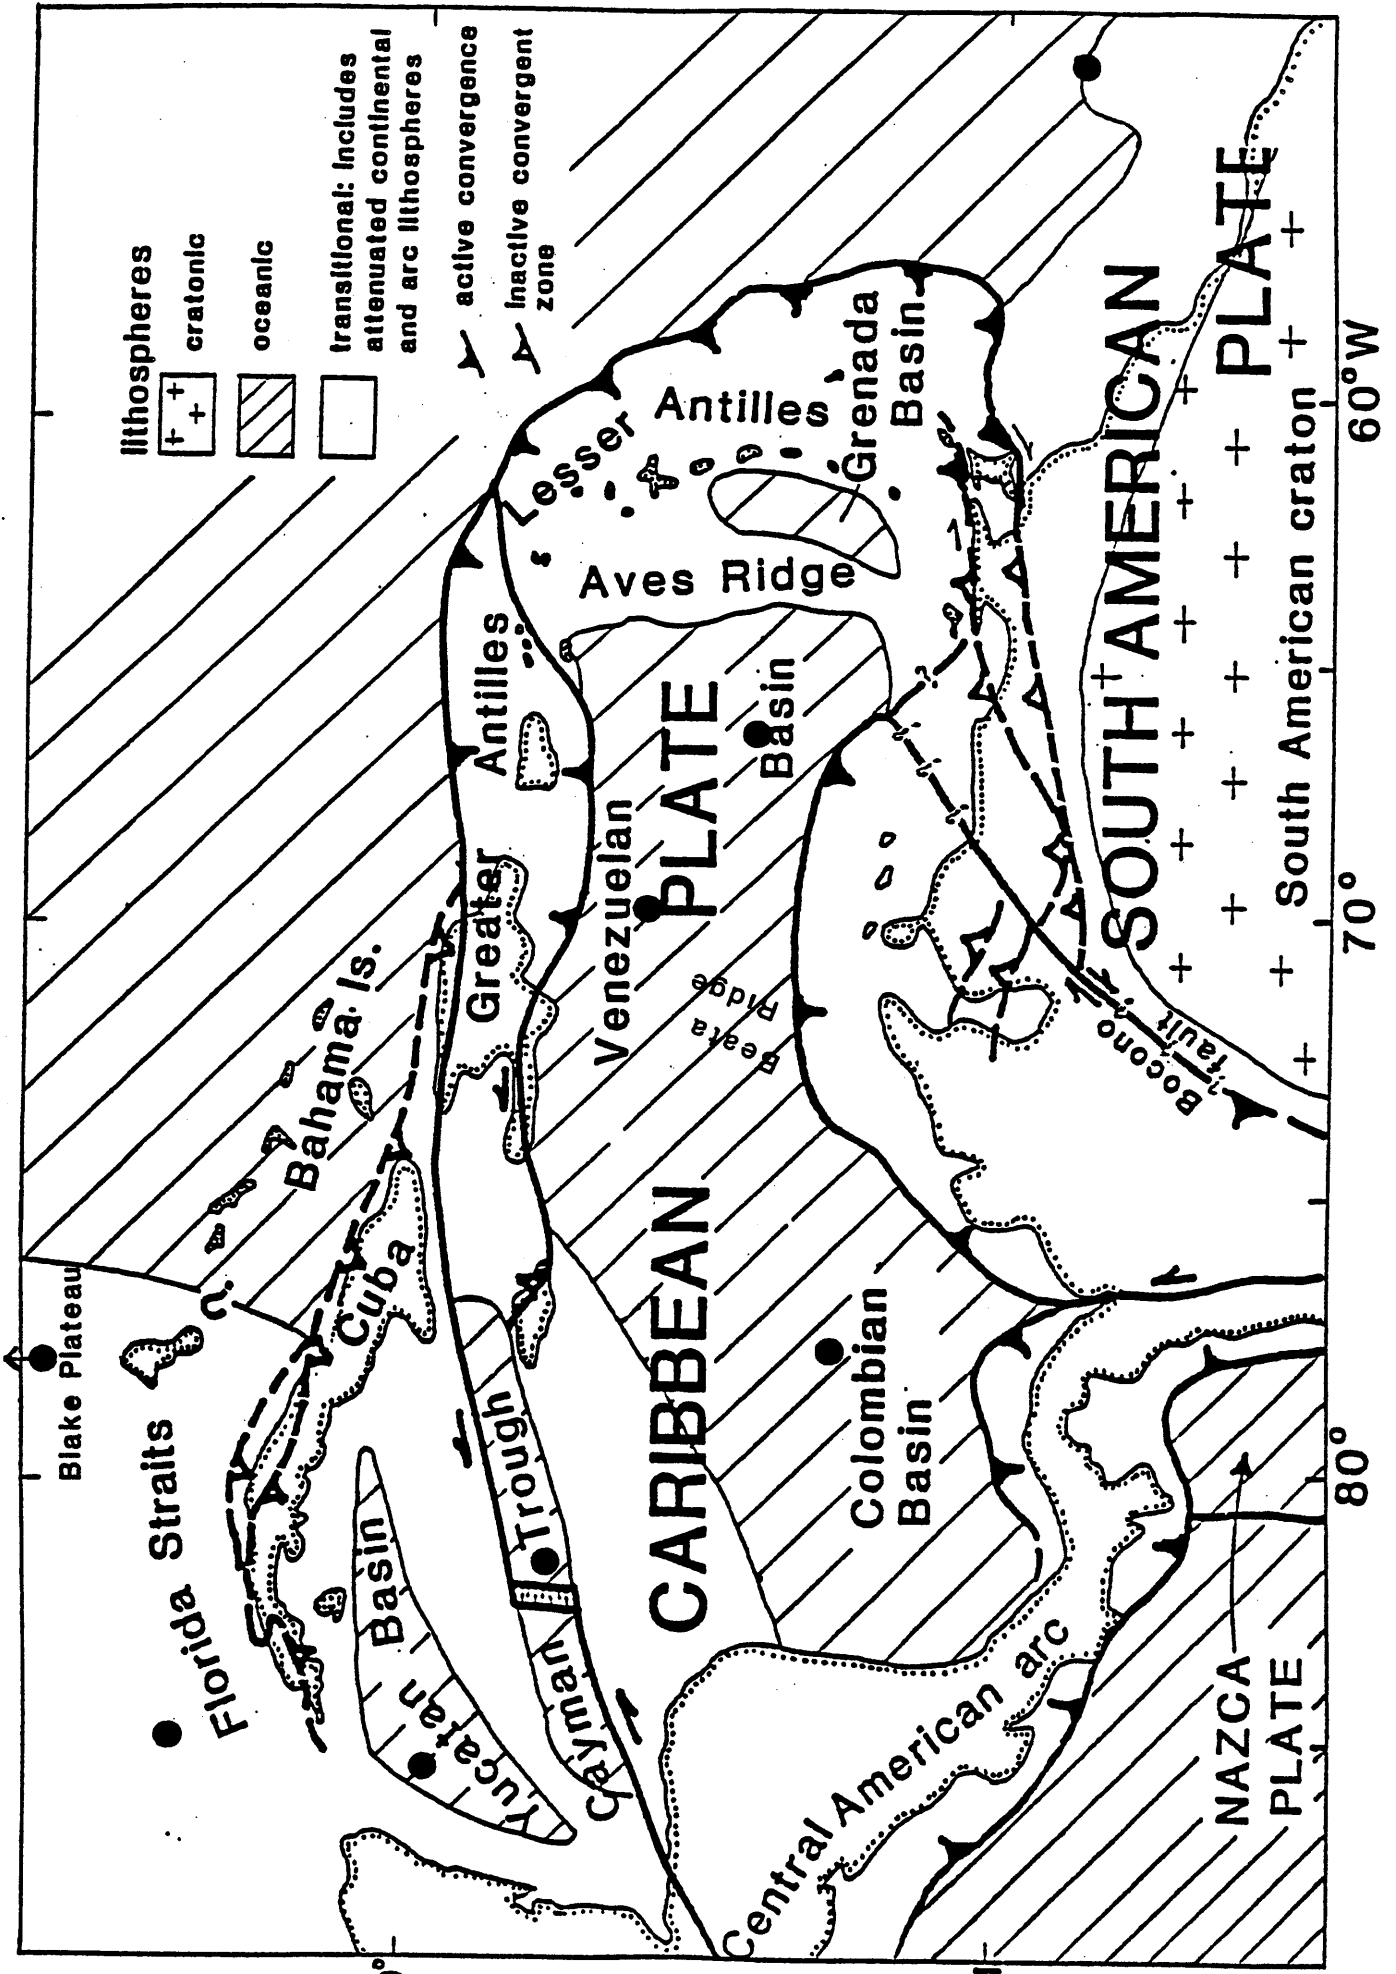 lithospheres
cratonic
oceanic
transitional: includes
attenuated continental
and arc lithospheres
active convergence
inactive convergent
zone
Blake Plateau
Florida Straits
Bahama Is.
?
Cuba
Yucatan
Basin
Cayman
Trough
Greater
Antilles
Lesser
Antilles
Aves Ridge
Grenada
Basin
Venezuelan
Basin
Beata
Ridge
CARIBBEAN
PLATE
Colombian
Basin
Central American
arc
NAZCA
PLATE
Bocono
fault
SOUTH AMERICAN
PLATE
South American craton
80°
70°
60°W